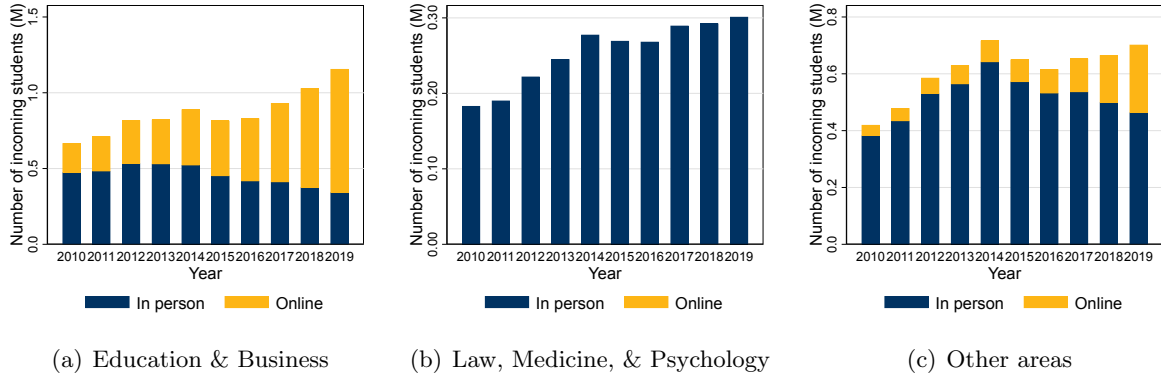 Number of incoming students (M)
0.0 0.5 1.0 1.5
2010 2011 2012 2013 2014 2015 2016 2017 2018 2019
Year
In person Online
(a) Education & Business
Number of incoming students (M)
0.00 0.10 0.20 0.30
2010 2011 2012 2013 2014 2015 2016 2017 2018 2019
Year
In person Online
(b) Law, Medicine, & Psychology
Number of incoming students (M)
0.0 0.2 0.4 0.6 0.8
2010 2011 2012 2013 2014 2015 2016 2017 2018 2019
Year
In person Online
(c) Other areas